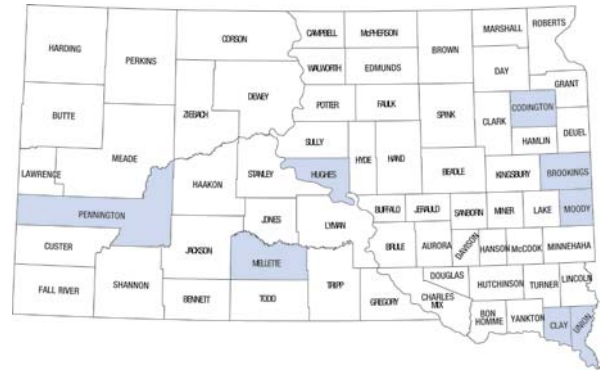 HARDING
PERKINS
CORSON
CAMPBELL
McPHERSON
BROWN
MARSHALL
ROBERTS
WALWORTH
EDMUNDS
DAY
DEWEY
ZIEBACH
POTTER
FAULK
SPINK
GRANT
CODINGTON
BUTTE
CLARK
SULLY
HAMLIN
DEUEL
MEADE
HYDE
HAND
LAWRENCE
HAAKON
STANLEY
HUGHES
BEADLE
KINGSBURY
BROOKINGS
PENNINGTON
JONES
LYMAN
BUFFALO
JERAULD
SANBORN
MINER
LAKE
MOODY
CUSTER
JACKSON
MELLETTE
BRULE
AURORA
DAVISON
HANSON
McCOOK
MINNEHAHA
FALL RIVER
SHANNON
BENNETT
TODD
TRIPP
GREGORY
CHARLES
MIX
DOUGLAS
HUTCHINSON
TURNER
LINCOLN
BON
HOMME
YANKTON
CLAY
UNION